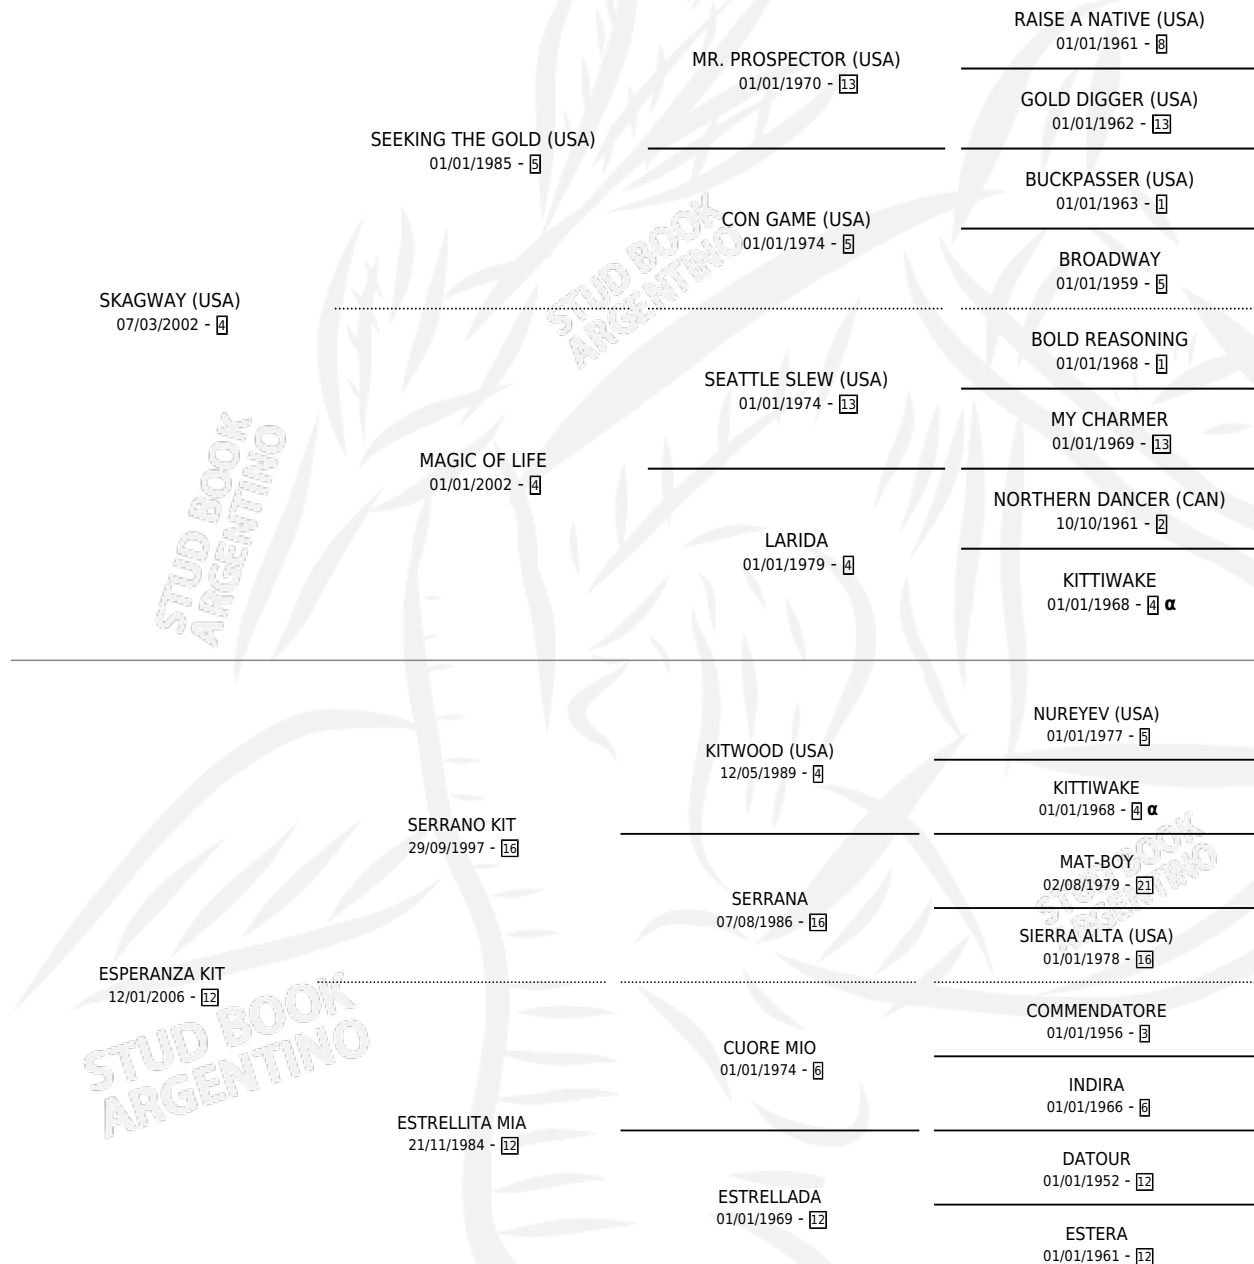 RAISE A NATIVE (USA)
01/01/1961 - 8
MR. PROSPECTOR (USA)
01/01/1970 - 13
GOLD DIGGER (USA)
01/01/1962 - 13
SEEKING THE GOLD (USA)
01/01/1985 - 5
BUCKPASSER (USA)
01/01/1963 - 1
CON GAME (USA)
01/01/1974 - 5
BROADWAY
01/01/1959 - 5
SKAGWAY (USA)
07/03/2002 - 4
BOLD REASONING
01/01/1968 - 1
SEATTLE SLEW (USA)
01/01/1974 - 13
MY CHARMER
01/01/1969 - 13
MAGIC OF LIFE
01/01/2002 - 4
NORTHERN DANCER (CAN)
10/10/1961 - 2
LARIDA
01/01/1979 - 4
KITTIWAKE
01/01/1968 - 4 α
NUREYEV (USA)
01/01/1977 - 5
KITWOOD (USA)
12/05/1989 - 4
KITTIWAKE
01/01/1968 - 4 α
SERRANO KIT
29/09/1997 - 16
MAT-BOY
02/08/1979 - 21
SERRANA
07/08/1986 - 16
SIERRA ALTA (USA)
01/01/1978 - 16
ESPERANZA KIT
12/01/2006 - 12
COMMENDATORE
01/01/1956 - 3
CUORE MIO
01/01/1974 - 6
INDIRA
01/01/1966 - 6
ESTRELLITA MIA
21/11/1984 - 12
DATOUR
01/01/1952 - 12
ESTRELLADA
01/01/1969 - 12
ESTERA
01/01/1961 - 12
STUD BOOK
ARGENTINO
STUD BOOK
ARGENTINO
STUD BOOK
ARGENTINO
STUD BOOK
ARGENTINO